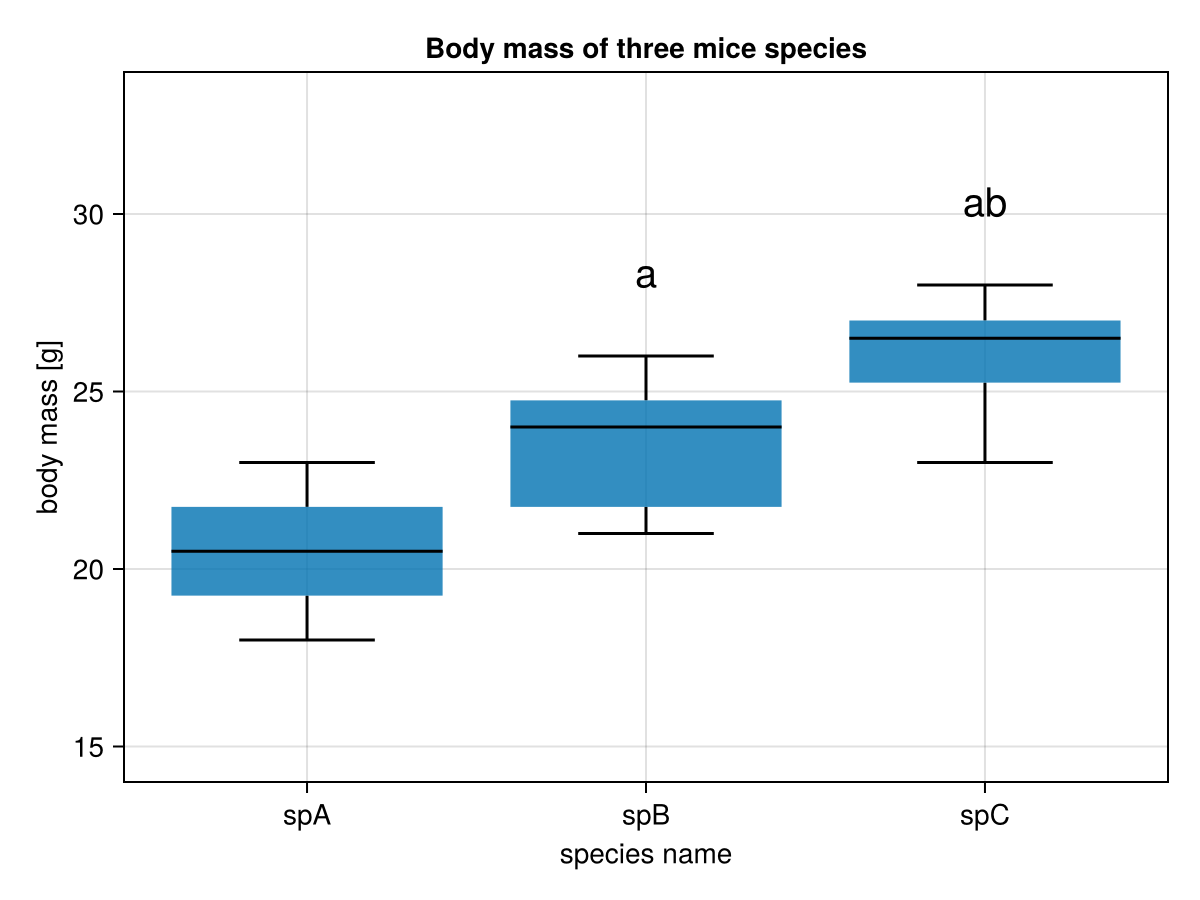 Body mass of three mice species
ab
30
a
body mass [g]
25
20
15
spA spB spC
species name